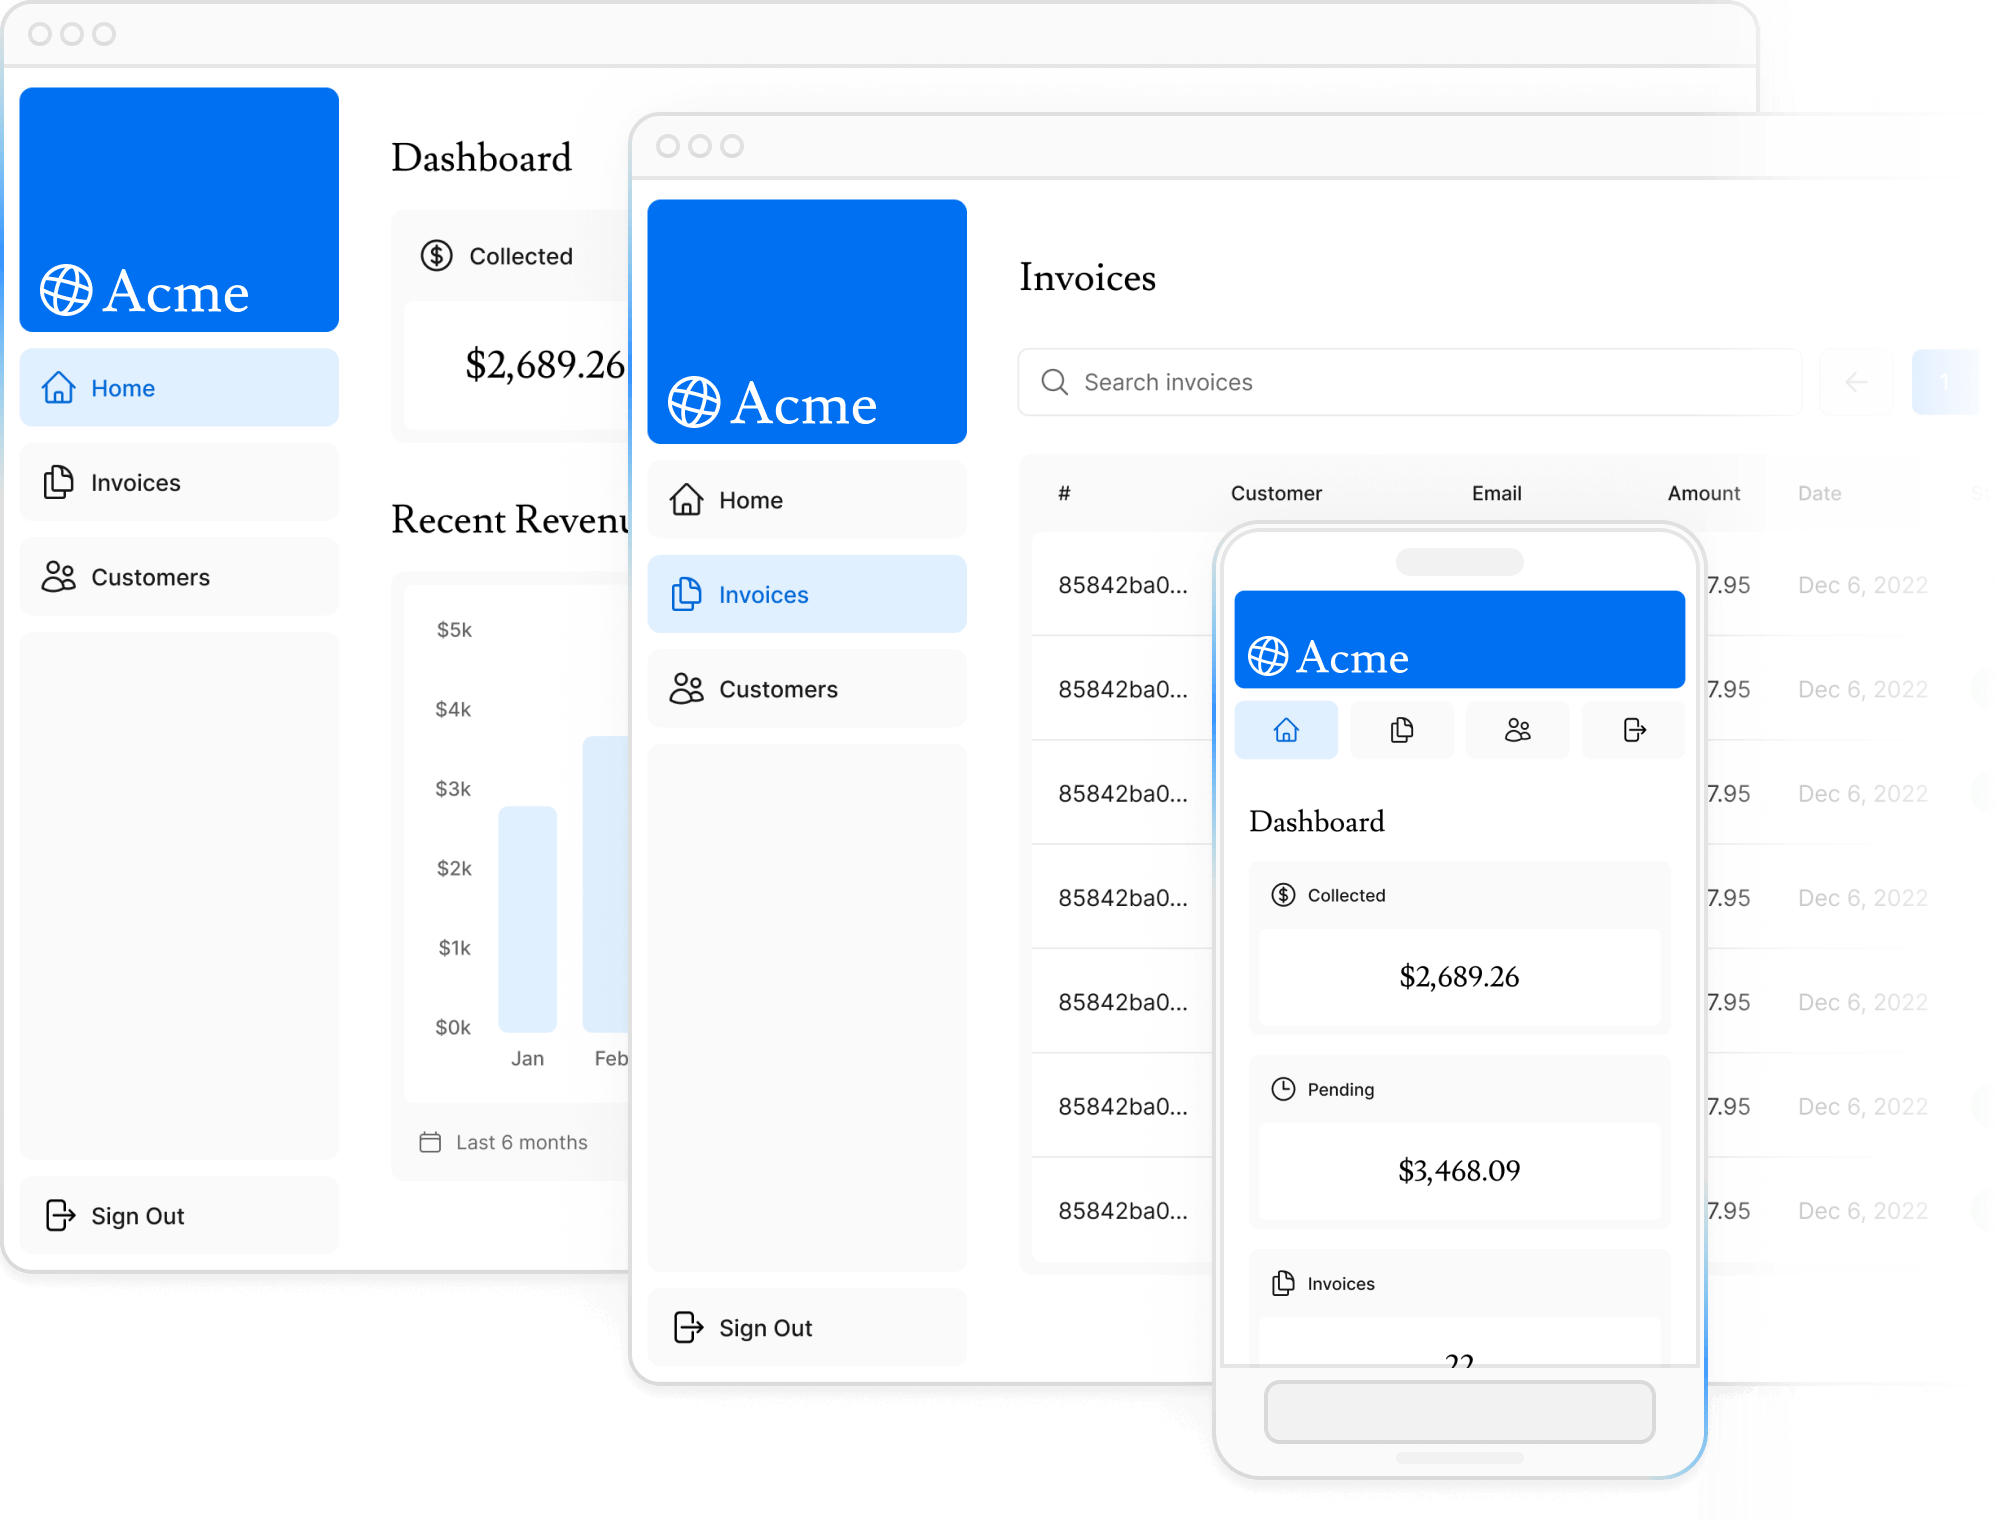 Acme
Home
Invoices
Customers
Sign Out
Dashboard
Collected
$2,689.26
Recent Revenu
$5k
$4k
$3k
$2k
$1k
$0k
Jan Feb
Last 6 months
Acme
Home
Invoices
Customers
Sign Out
Invoices
Search invoices
1
# Customer Email Amount Date
85842ba0... 7.95 Dec 6, 2022
85842ba0... 7.95 Dec 6, 2022
85842ba0... 7.95 Dec 6, 2022
85842ba0... 7.95 Dec 6, 2022
85842ba0... 7.95 Dec 6, 2022
85842ba0... 7.95 Dec 6, 2022
85842ba0... 7.95 Dec 6, 2022
Acme
Dashboard
Collected
$2,689.26
Pending
$3,468.09
Invoices
22